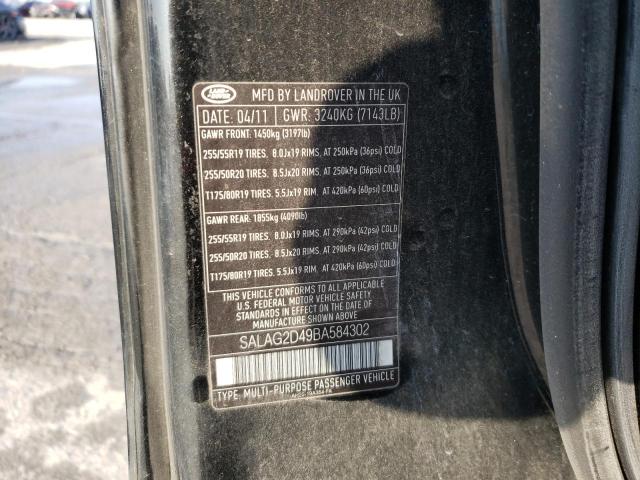 LAND ROVER
MFD BY LANDROVER IN THE UK
DATE: 04/11 GWR: 3240KG (7143LB)
GAWR FRONT: 1450kg (3197lb)
255/55R19 TIRES, 8.0Jx19 RIMS, AT 250kPa (36psi) COLD
255/50R20 TIRES, 8.5Jx20 RIMS, AT 250kPa (36psi) COLD
T175/80R19 TIRES, 5.5Jx19 RIM, AT 420kPa (60psi) COLD
GAWR REAR: 1855kg (4090lb)
255/55R19 TIRES, 8.0Jx19 RIMS, AT 290kPa (42psi) COLD
255/50R20 TIRES, 8.5Jx20 RIMS, AT 290kPa (42psi) COLD
T175/80R19 TIRES, 5.5Jx19 RIM, AT 420kPa (60psi) COLD
THIS VEHICLE CONFORMS TO ALL APPLICABLE
U.S. FEDERAL MOTOR VEHICLE SAFETY
STANDARDS IN EFFECT ON THE DATE OF
MANUFACTURE SHOWN ABOVE
SALAG2D49BA584302
TYPE: MULTI-PURPOSE PASSENGER VEHICLE